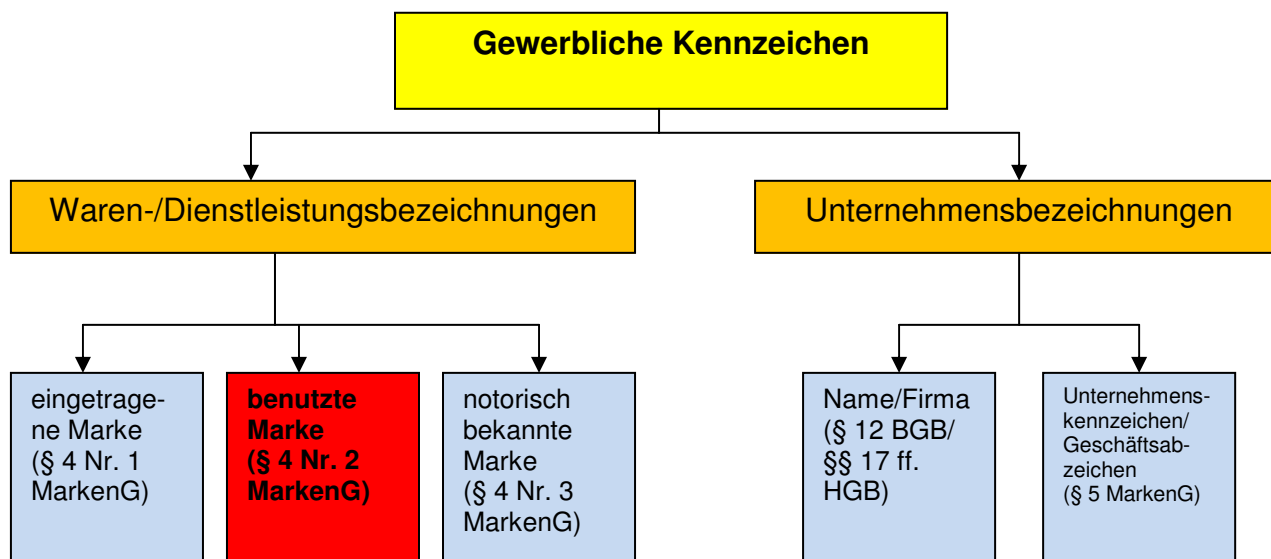 Gewerbliche Kennzeichen
Waren-/Dienstleistungsbezeichnungen
Unternehmensbezeichnungen
eingetrage-
ne Marke
(§ 4 Nr. 1
MarkenG)
benutzte
Marke
(§ 4 Nr. 2
MarkenG)
notorisch
bekannte
Marke
(§ 4 Nr. 3
MarkenG)
Name/Firma
(§ 12 BGB/
§§ 17 ff.
HGB)
Unternehmens-
kennzeichen/
Geschäftsab-
zeichen
(§ 5 MarkenG)